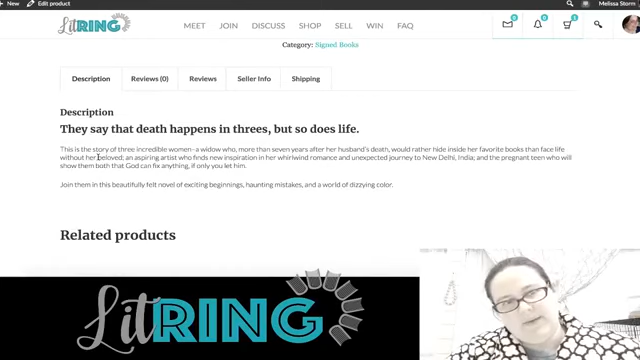 New Edit product Melissa Storm
LitRING MEET JOIN DISCUSS SHOP SELL WIN FAQ 0 0 1
Category: Signed Books
Description Reviews (0) Reviews Seller Info Shipping
Description
They say that death happens in threes, but so does life.
This is the story of three incredible women– a widow who, more than seven years after her husband's death, would rather hide inside her favorite books than face life
without her beloved; an aspiring artist who finds new inspiration in her whirlwind romance and unexpected journey to New Delhi, India; and the pregnant teen who will
show them both that God can fix anything, if only you let him.
Join them in this beautifully felt novel of exciting beginnings, haunting mistakes, and a world of dizzying color.
Related products
LitRING